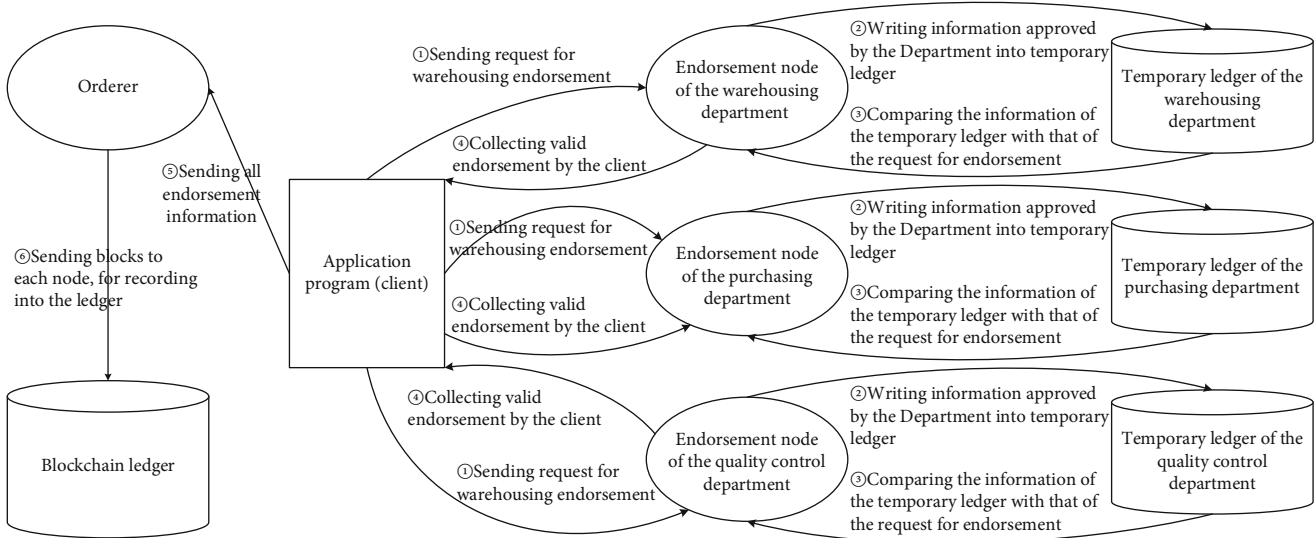 Orderer
⑤Sending all
endorsement
information
⑥Sending blocks to
each node, for recording
into the ledger
Blockchain ledger
Application
program (client)
①Sending request for
warehousing endorsement
④Collecting valid
endorsement by the client
Endorsement node
of the warehousing
department
②Writing information approved
by the Department into temporary
ledger
③Comparing the information of
the temporary ledger with that of
the request for endorsement
Temporary ledger of
the warehousing
department
①Sending request for
warehousing endorsement
④Collecting valid
endorsement by the client
Endorsement node
of the purchasing
department
②Writing information approved
by the Department into temporary
ledger
③Comparing the information of
the temporary ledger with that of
the request for endorsement
Temporary ledger of the
purchasing department
④Collecting valid
endorsement by the client
①Sending request for
warehousing endorsement
Endorsement node
of the quality control
department
②Writing information approved
by the Department into temporary
ledger
③Comparing the information of
the temporary ledger with that of
the request for endorsement
Temporary ledger of the
quality control
department